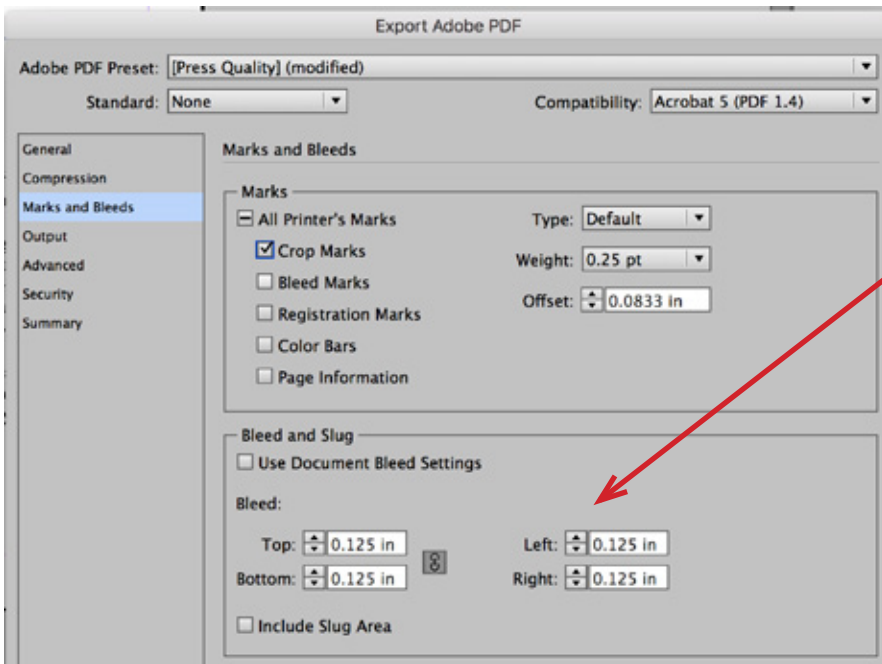 Export Adobe PDF
Adobe PDF Preset: [Press Quality] (modified)
Standard: None Compatibility: Acrobat 5 (PDF 1.4)
General
Compression
Marks and Bleeds
Output
Advanced
Security
Summary
Marks and Bleeds
Marks
All Printer's Marks Type: Default
Crop Marks Weight: 0.25 pt
Bleed Marks Offset: 0.0833 in
Registration Marks
Color Bars
Page Information
Bleed and Slug
Use Document Bleed Settings
Bleed:
Top: 0.125 in Left: 0.125 in
Bottom: 0.125 in Right: 0.125 in
Include Slug Area